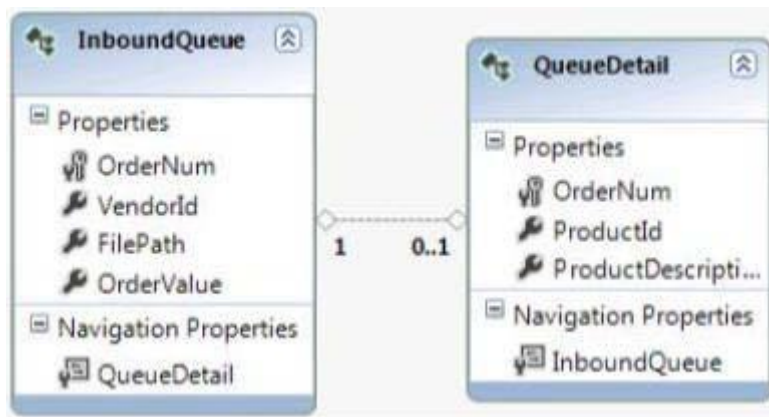 InboundQueue
Properties
OrderNum
VendorId
FilePath
OrderValue
Navigation Properties
QueueDetail
1
0..1
QueueDetail
Properties
OrderNum
ProductId
ProductDescripti...
Navigation Properties
InboundQueue